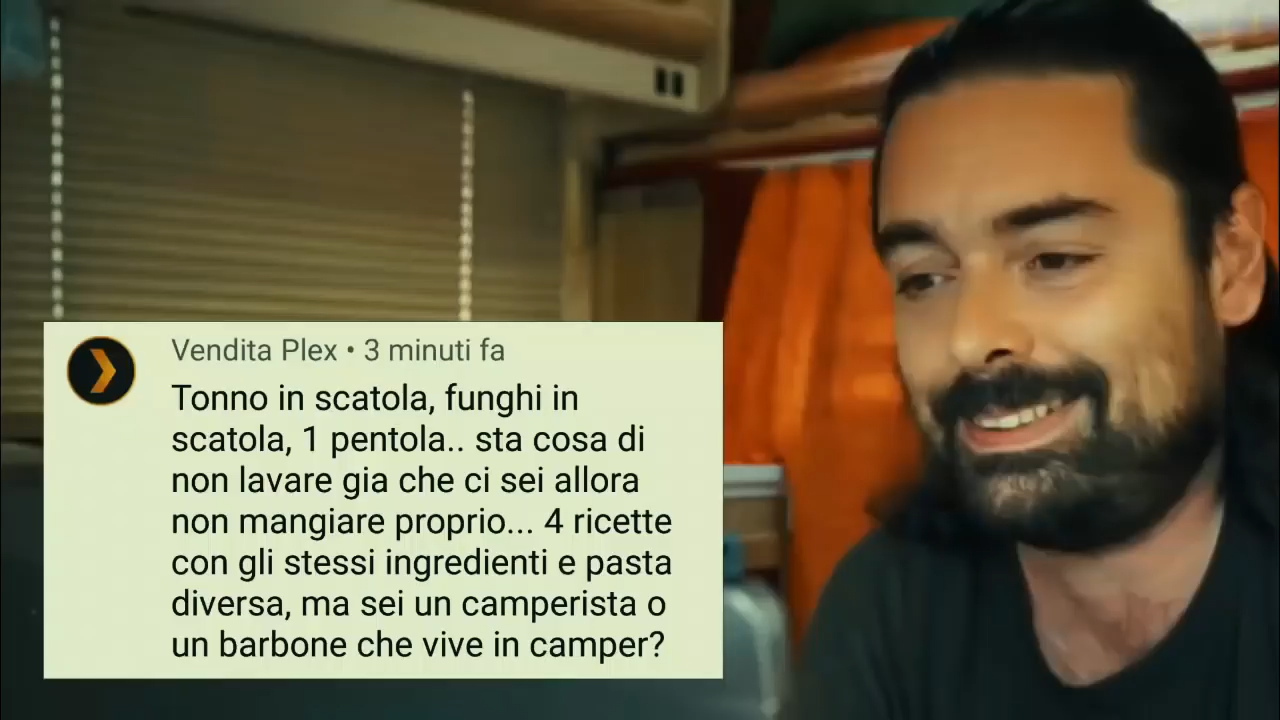 Vendita Plex • 3 minuti fa
Tonno in scatola, funghi in
scatola, 1 pentola.. sta cosa di
non lavare gia che ci sei allora
non mangiare proprio... 4 ricette
con gli stessi ingredienti e pasta
diversa, ma sei un camperista o
un barbone che vive in camper?